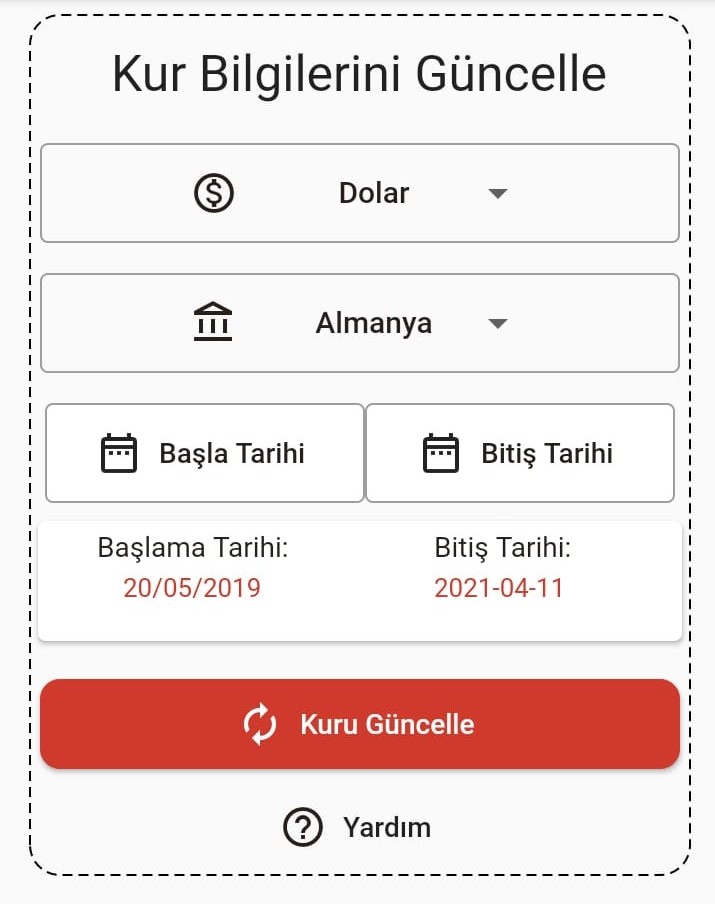 Kur Bilgilerini Güncelle
Dolar
Almanya
Başla Tarihi
Bitiş Tarihi
Başlama Tarihi:
20/05/2019
Bitiş Tarihi:
2021-04-11
Kuru Güncelle
Yardım